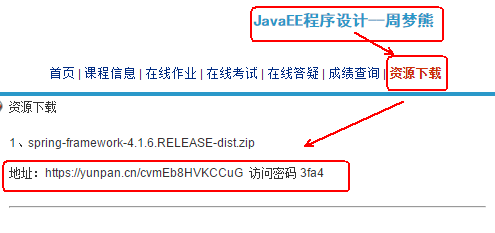 JavaEE程序设计—周梦熊
首页 | 课程信息 | 在线作业 | 在线考试 | 在线答疑 | 成绩查询 | 资源下载
资源下载
1、spring-framework-4.1.6.RELEASE-dist.zip
地址：https://yunpan.cn/cvmEb8HVKCCuG 访问密码 3fa4